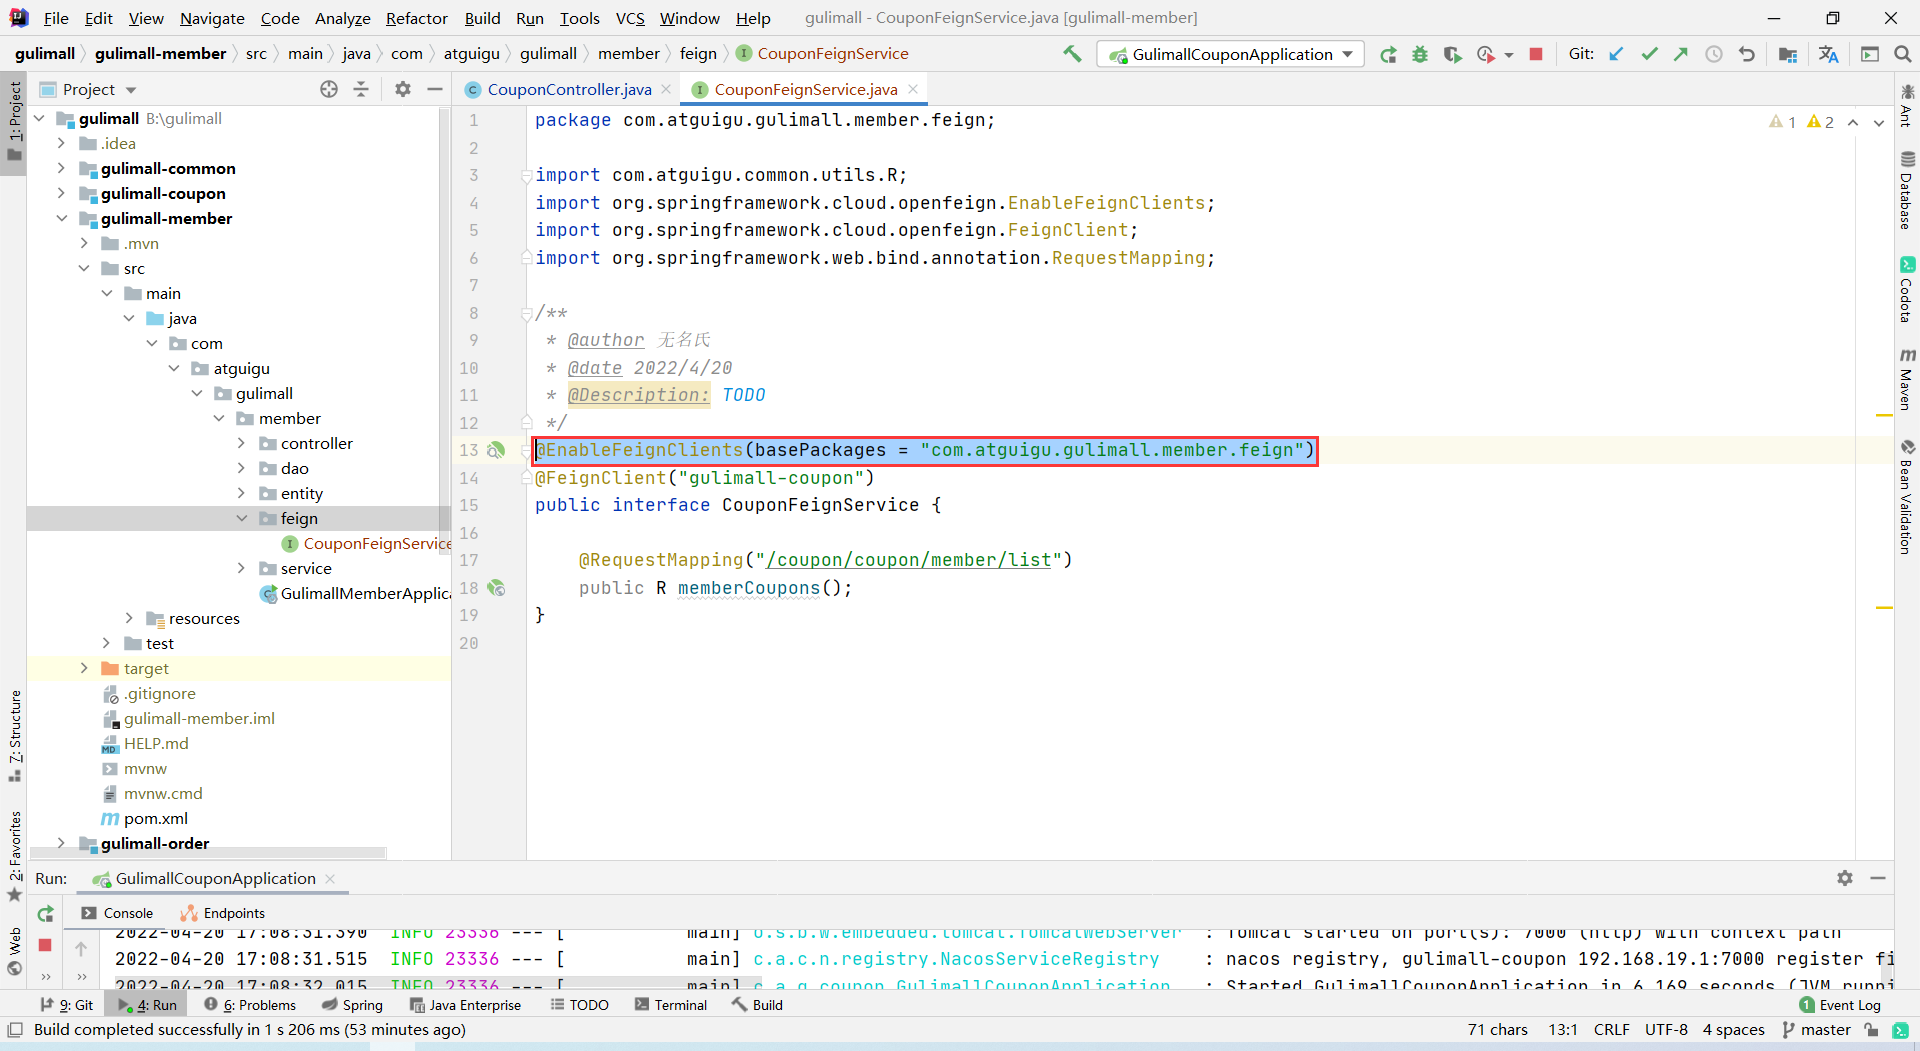 File Edit View Navigate Code Analyze Refactor Build Run Tools VCS Window Help gulimall - CouponFeignService.java [gulimall-member]
gulimall gulimall-member src main java com atguigu gulimall member feign CouponFeignService GulimallCouponApplication Git:
1: Project
Project
CouponController.java
CouponFeignService.java
gulimall B:\gulimall
.idea
gulimall-common
gulimall-coupon
gulimall-member
.mvn
src
main
java
com
atguigu
gulimall
member
controller
dao
entity
feign
CouponFeignService
service
GulimallMemberApplica
resources
test
target
.gitignore
gulimall-member.iml
HELP.md
mvnw
mvnw.cmd
pom.xml
gulimall-order
1 package com.atguigu.gulimall.member.feign;
2
3 import com.atguigu.common.utils.R;
4 import org.springframework.cloud.openfeign.EnableFeignClients;
5 import org.springframework.cloud.openfeign.FeignClient;
6 import org.springframework.web.bind.annotation.RequestMapping;
7
8 /**
9 * @author 无名氏
10 * @date 2022/4/20
11 * @Description: TODO
12 */
13 @EnableFeignClients(basePackages = "com.atguigu.gulimall.member.feign")
14 @FeignClient("gulimall-coupon")
15 public interface CouponFeignService {
16
17 @RequestMapping("/coupon/coupon/member/list")
18 public R memberCoupons();
19 }
20
1 2
Ant
Database
Codota
Maven
Bean Validation
7: Structure
2: Favorites
Web
Run: GulimallCouponApplication
Console Endpoints
2022-04-20 17:08:31.390 INFO 23336 --- [ main] o.s.b.w.embedded.tomcat.TomcatWebServer : Tomcat started on port(s): 7000 (http) with context path
2022-04-20 17:08:31.515 INFO 23336 --- [ main] c.a.c.n.registry.NacosServiceRegistry : nacos registry, gulimall-coupon 192.168.19.1:7000 register fi
2022-04-20 17:08:32.015 INFO 23336 --- [ main] c.a.g.coupon.GulimallCouponApplication : Started GulimallCouponApplication in 6.169 seconds (JVM runni
9: Git 4: Run 6: Problems Spring Java Enterprise TODO Terminal Build 1 Event Log
Build completed successfully in 1 s 206 ms (53 minutes ago) 71 chars 13:1 CRLF UTF-8 4 spaces master